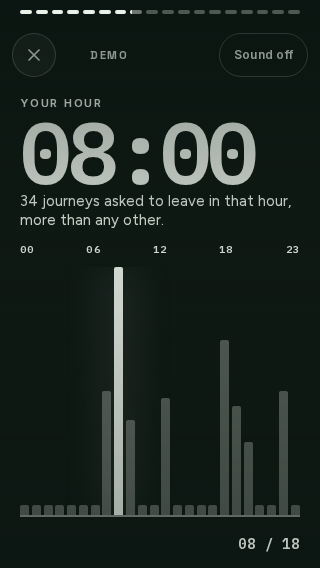 DEMO
Sound off
YOUR HOUR
08:00
34 journeys asked to leave in that hour,
more than any other.
00 06 12 18 23
08 / 18